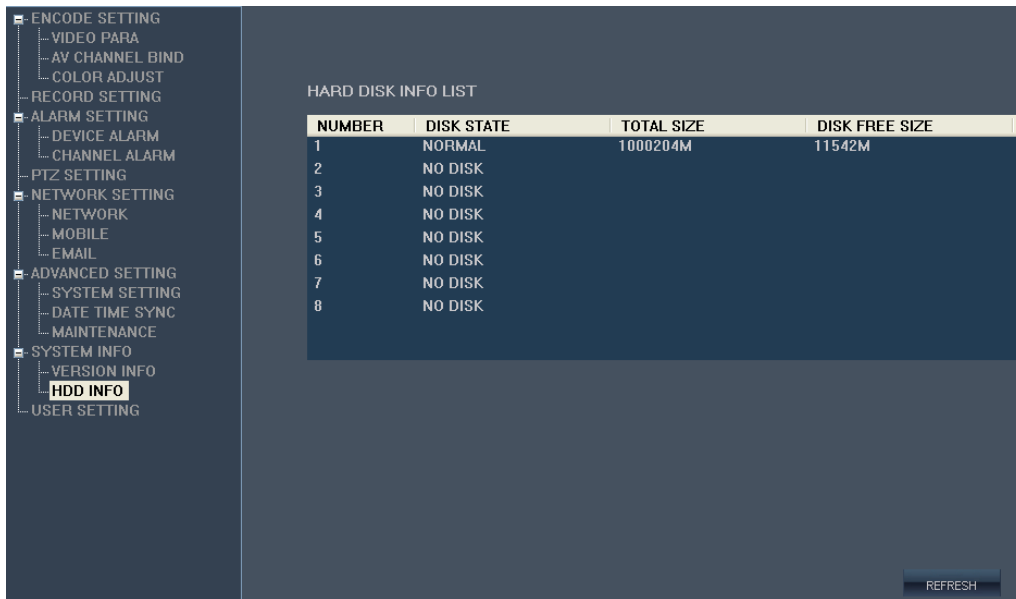 ENCODE SETTING
VIDEO PARA
AV CHANNEL BIND
COLOR ADJUST
RECORD SETTING
ALARM SETTING
DEVICE ALARM
CHANNEL ALARM
PTZ SETTING
NETWORK SETTING
NETWORK
MOBILE
EMAIL
ADVANCED SETTING
SYSTEM SETTING
DATE TIME SYNC
MAINTENANCE
SYSTEM INFO
VERSION INFO
HDD INFO
USER SETTING
HARD DISK INFO LIST
NUMBER DISK STATE TOTAL SIZE DISK FREE SIZE
1 NORMAL 1000204M 11542M
2 NO DISK
3 NO DISK
4 NO DISK
5 NO DISK
6 NO DISK
7 NO DISK
8 NO DISK
REFRESH